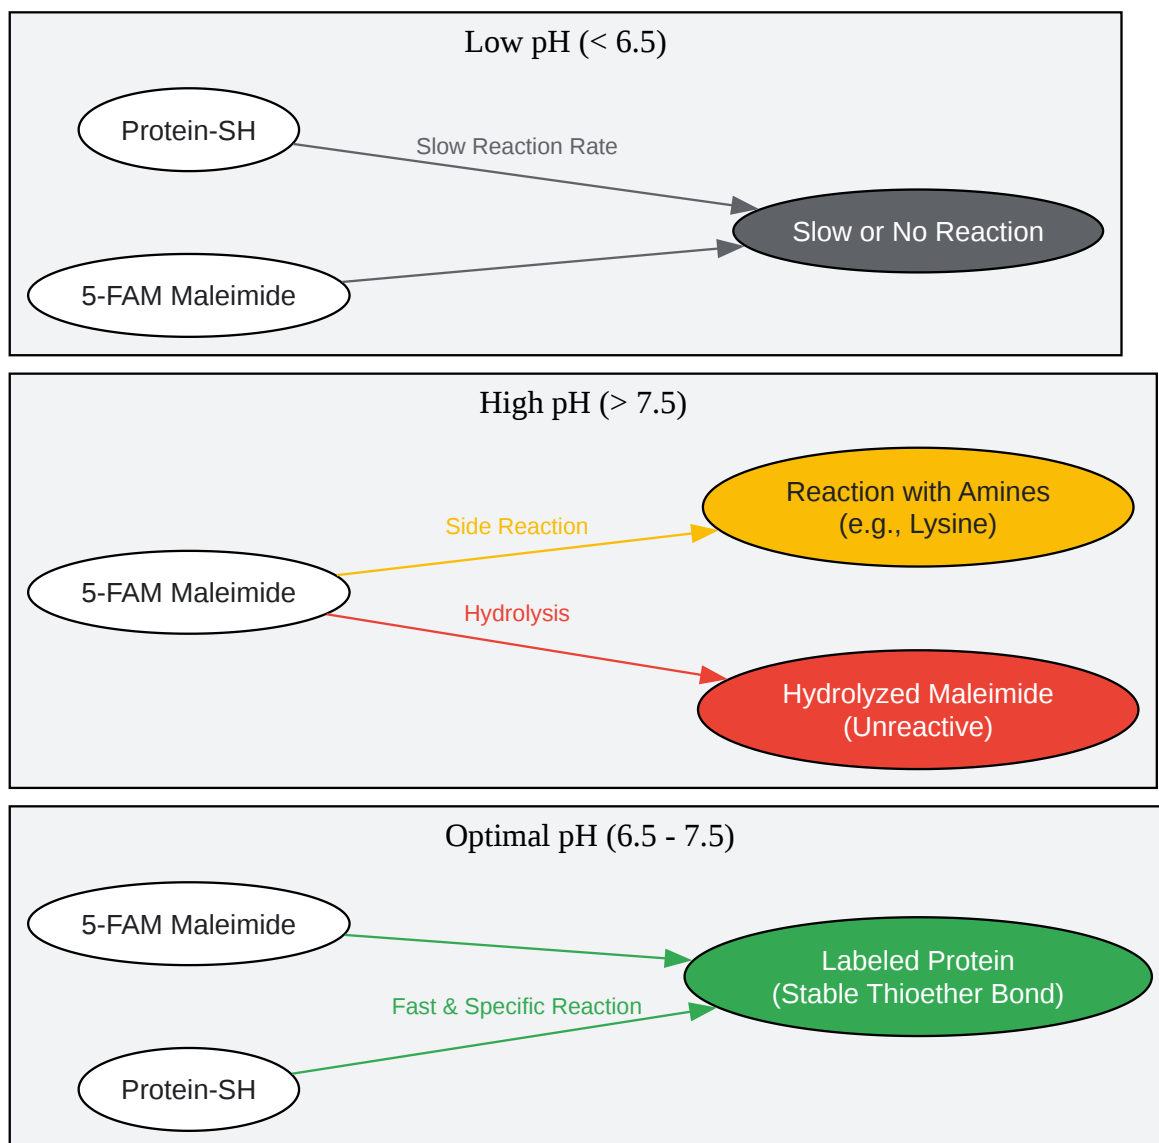 Low pH (< 6.5)
Protein-SH
Slow Reaction Rate
Slow or No Reaction
5-FAM Maleimide
High pH (> 7.5)
Reaction with Amines
(e.g., Lysine)
Side Reaction
5-FAM Maleimide
Hydrolysis
Hydrolyzed Maleimide
(Unreactive)
Optimal pH (6.5 - 7.5)
5-FAM Maleimide
Labeled Protein
(Stable Thioether Bond)
Fast & Specific Reaction
Protein-SH